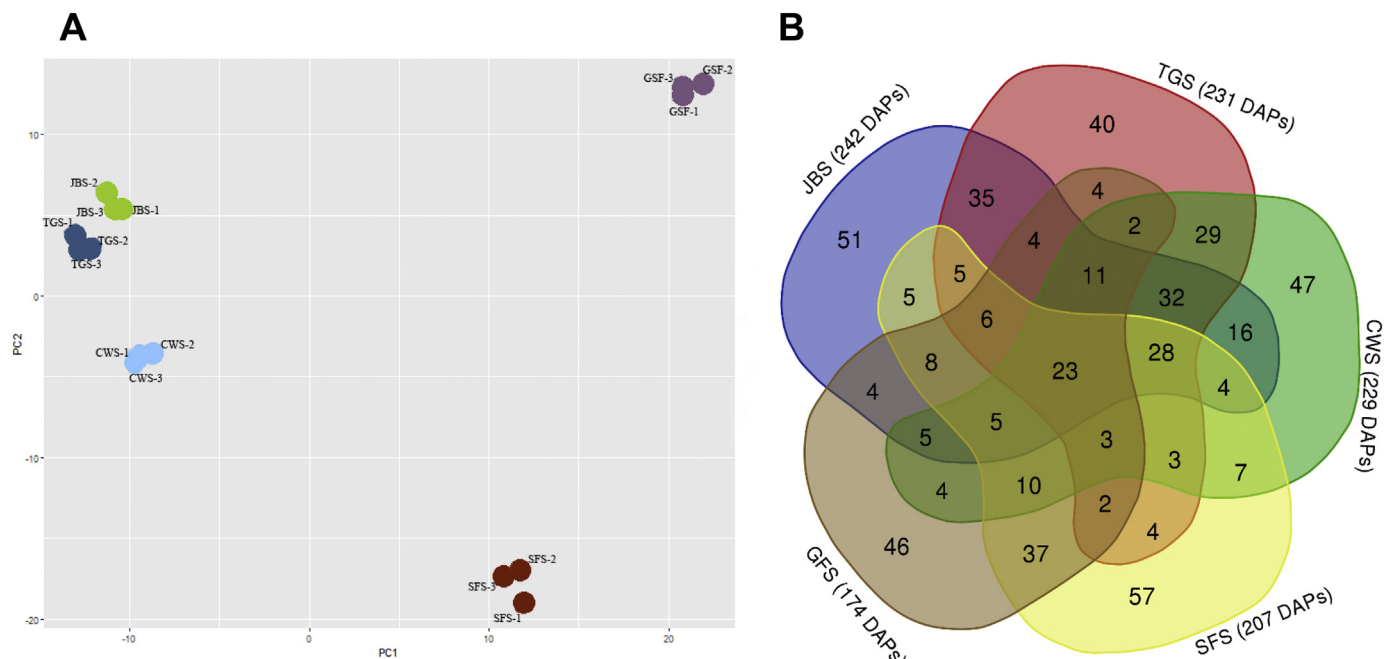 A
B
GSF-3
GSF-2
GSF-1
10
JBS-2
JBS-3
JBS-1
TGS-1
TGS-2
TGS-3
0
CWS-1
CWS-2
CWS-3
-10
SFS-2
SFS-3
SFS-1
-20
PC2
-10
0
10
20
PC1
JBS (242 DAPs)
TGS (231 DAPs)
CWS (229 DAPs)
SFS (207 DAPs)
GFS (174 DAPs)
40
35
4
2
29
51
4
11
47
5
5
32
16
6
28
8
23
4
4
5
5
3
3
7
4
10
2
4
46
37
57